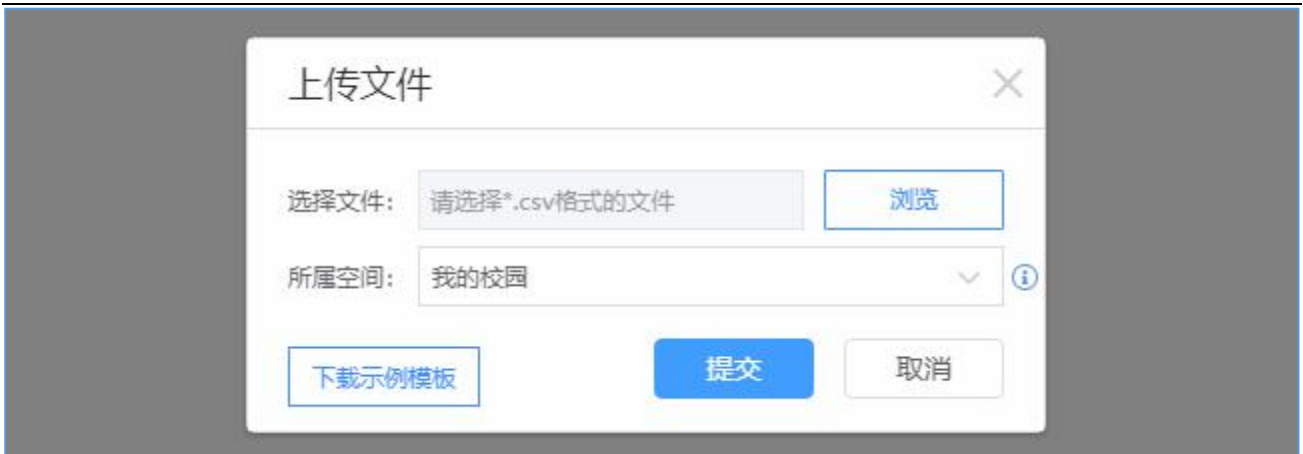 上传文件
选择文件: 请选择*.csv格式的文件 浏览
所属空间: 我的校园
下载示例模板 提交 取消